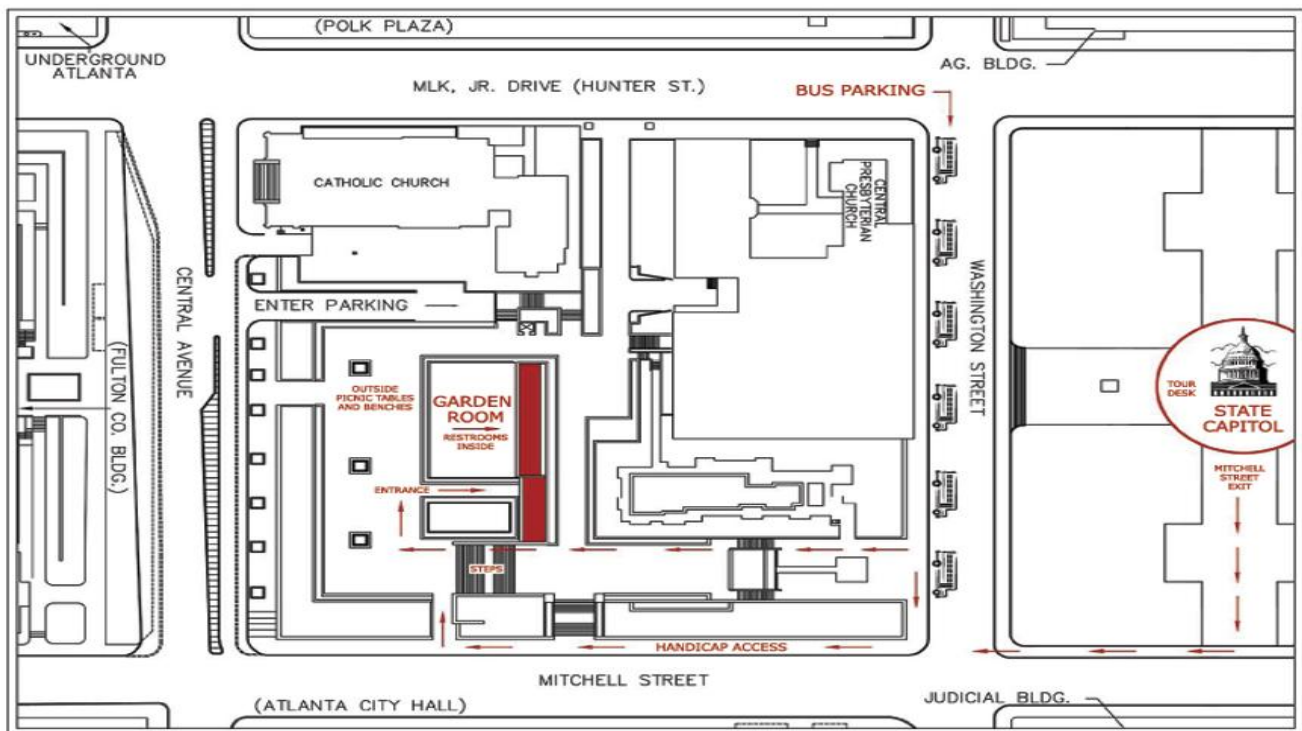 (POLK PLAZA)
UNDERGROUND
ATLANTA
AG. BLDG.
MLK, JR. DRIVE (HUNTER ST.)
BUS PARKING
CATHOLIC CHURCH
CENTRAL
PRESBYTERIAN
CHURCH
CENTRAL AVENUE
WASHINGTON STREET
ENTER PARKING
(FULTON CO. BLDG.)
OUTSIDE
PICNIC TABLES
AND BENCHES
GARDEN
ROOM
RESTROOMS
INSIDE
TOUR
DESK
STATE
CAPITOL
MITCHELL
STREET
EXIT
ENTRANCE
STEPS
HANDICAP ACCESS
MITCHELL STREET
(ATLANTA CITY HALL)
JUDICIAL BLDG.